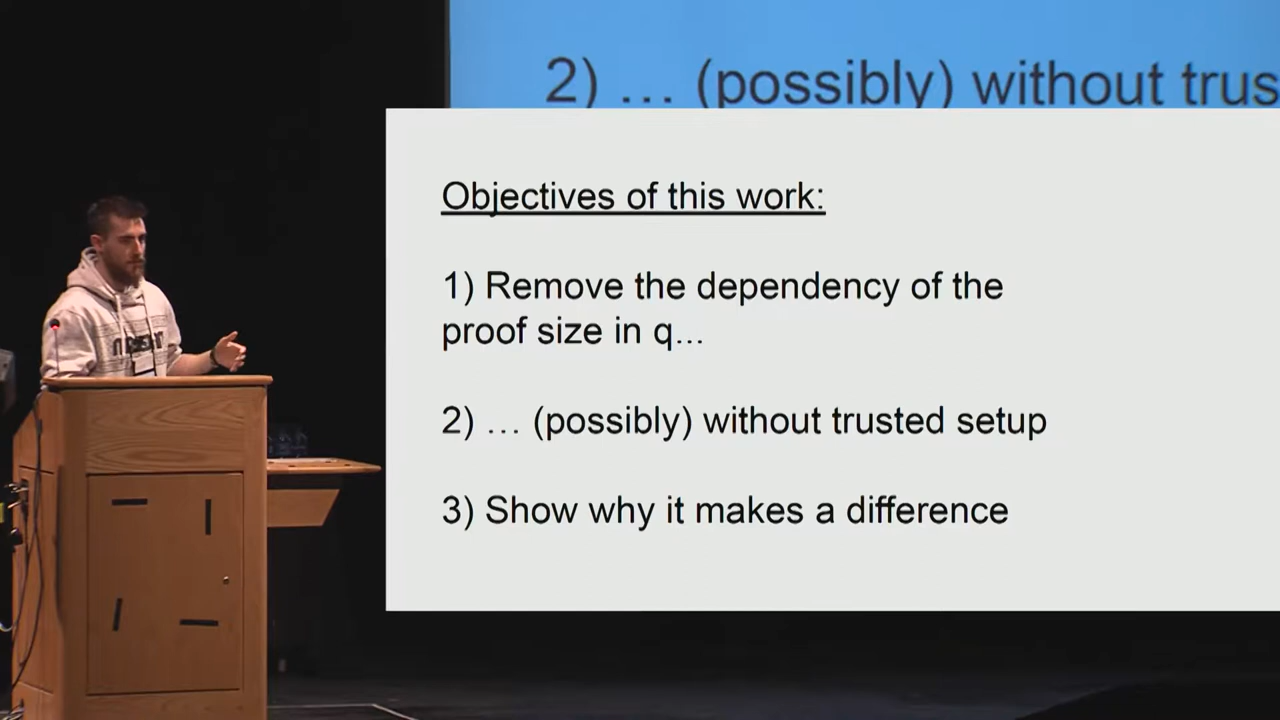 2) ... (possibly) without trus
Objectives of this work:
1) Remove the dependency of the
proof size in q...
2) ... (possibly) without trusted setup
3) Show why it makes a difference